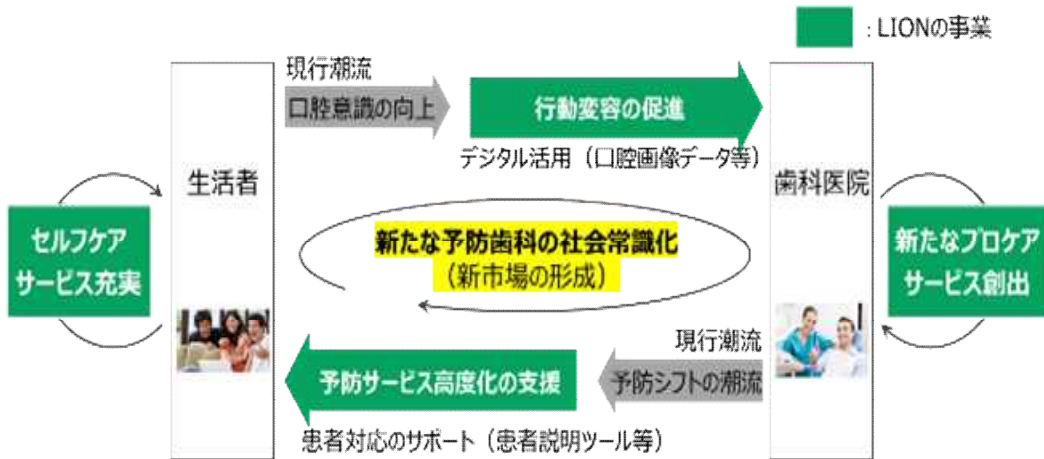 ：LIONの事業
現行潮流
口腔意識の向上
行動変容の促進
デジタル活用（口腔画像データ等）
生活者
歯科医院
セルフケア
サービス充実
新たな予防歯科の社会常識化
（新市場の形成）
新たなプロケア
サービス創出
現行潮流
予防シフトの潮流
予防サービス高度化の支援
患者対応のサポート（患者説明ツール等）